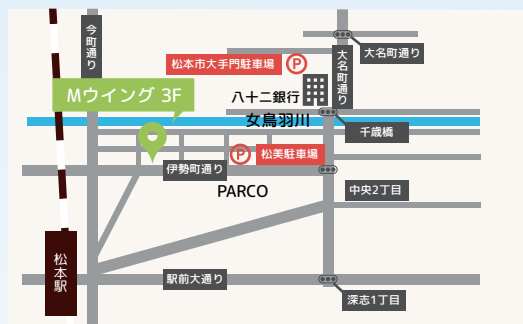 今町通り
大名町通り
大名町通り
松本市大手門駐車場
P
八十二銀行
Mウイング 3F
女鳥羽川
千歳橋
P
松美駐車場
伊勢町通り
PARCO
中央2丁目
松本駅
駅前大通り
深志1丁目